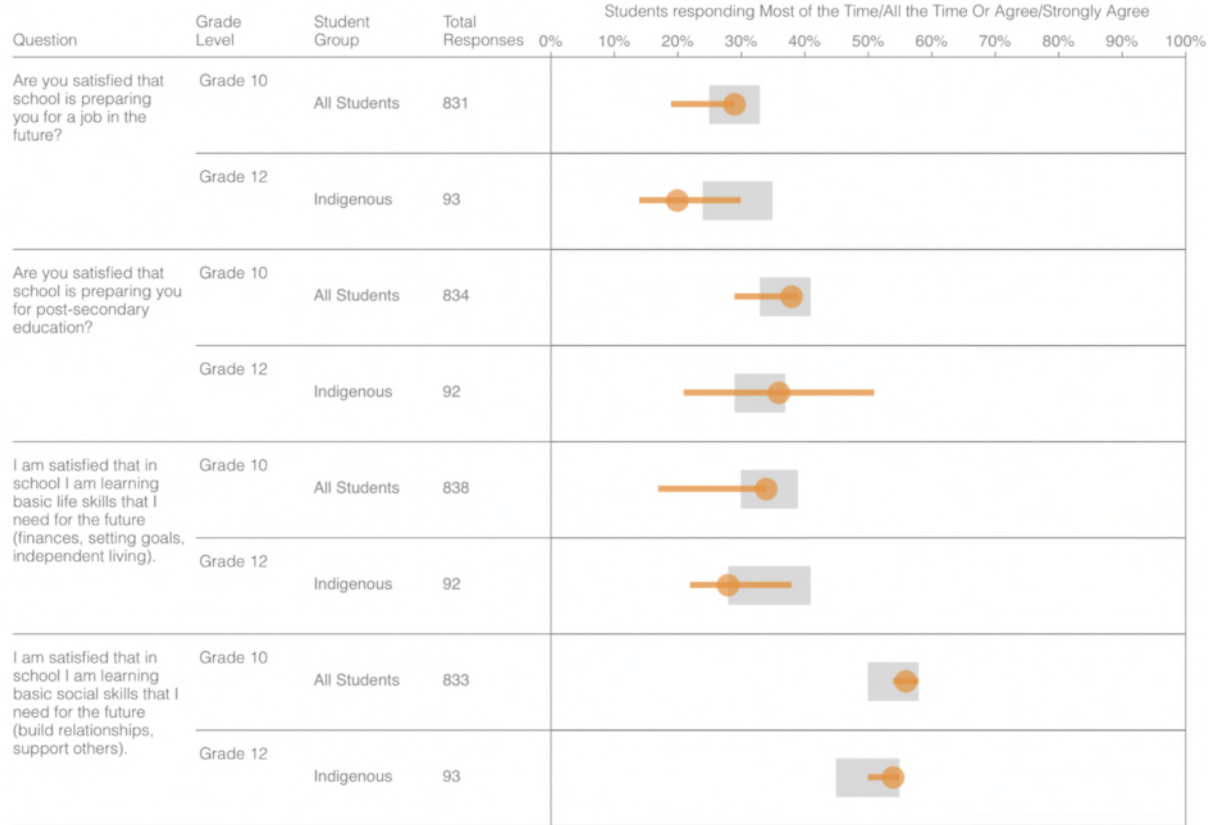 Students responding Most of the Time/All the Time Or Agree/Strongly Agree
Question Grade Level Student Group Total Responses 0% 10% 20% 30% 40% 50% 60% 70% 80% 90% 100%
Are you satisfied that
school is preparing
you for a job in the
future?
Grade 10
All Students 831
Grade 12
Indigenous 93
Are you satisfied that
school is preparing you
for post-secondary
education?
Grade 10
All Students 834
Grade 12
Indigenous 92
I am satisfied that in
school I am learning
basic life skills that I
need for the future
(finances, setting goals,
independent living).
Grade 10
All Students 838
Grade 12
Indigenous 92
I am satisfied that in
school I am learning
basic social skills that I
need for the future
(build relationships,
support others).
Grade 10
All Students 833
Grade 12
Indigenous 93